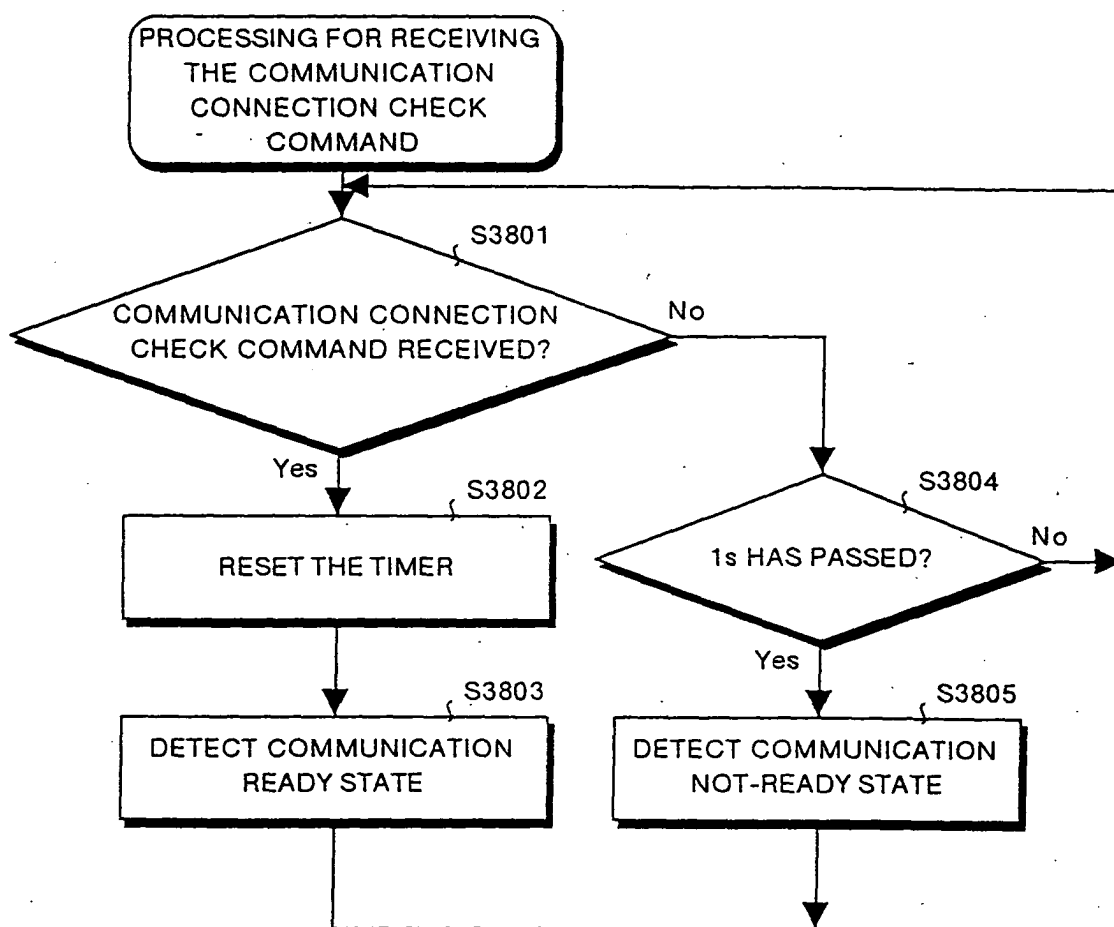 PROCESSING FOR RECEIVING
THE COMMUNICATION
CONNECTION CHECK
COMMAND
S3801
COMMUNICATION CONNECTION
CHECK COMMAND RECEIVED?
No
Yes
S3802
RESET THE TIMER
S3804
1s HAS PASSED?
No
Yes
S3803
DETECT COMMUNICATION
READY STATE
S3805
DETECT COMMUNICATION
NOT-READY STATE